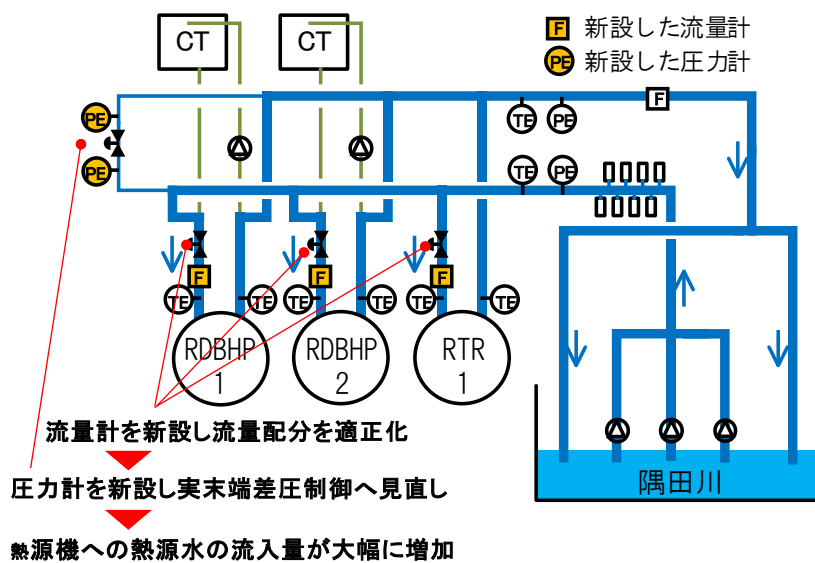 CT
CT
F 新設した流量計
PE 新設した圧力計
F
PE
TE
PE
PE
TE
PE
F
F
F
TE
TE
TE
TE
TE
TE
RDBHP
1
RDBHP
2
RTR
1
流量計を新設し流量配分を適正化
圧力計を新設し実末端差圧制御へ見直し
熱源機への熱源水の流入量が大幅に増加
隅田川